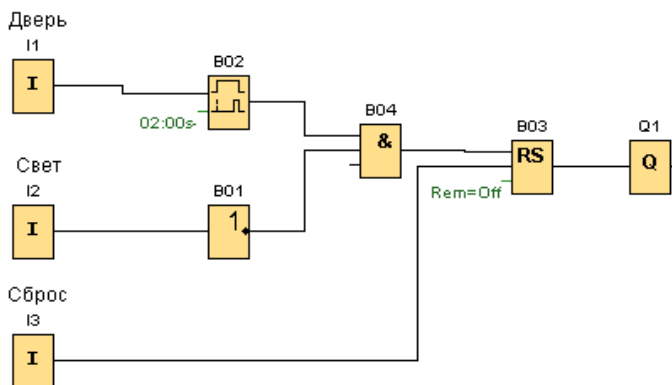 Дверь
I1
I
B02
02:00s-
B04
&
B03
RS
Rem=Off
Q1
Q
Свет
I2
I
B01
1
Сброс
I3
I